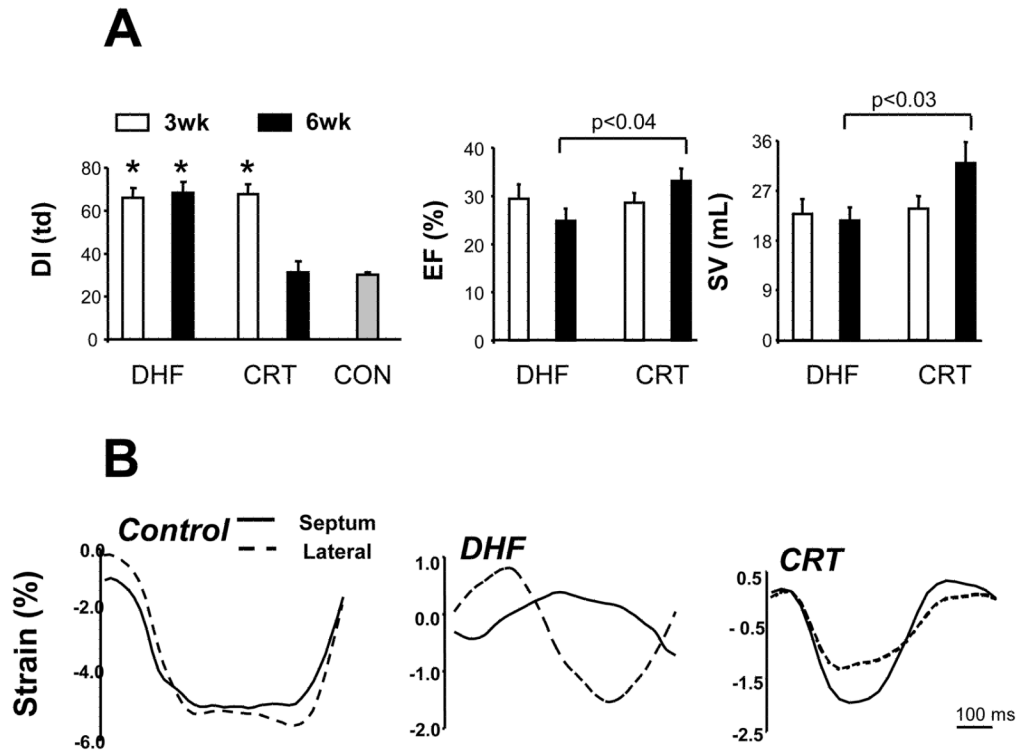 A
3wk 6wk
p<0.04
p<0.03
DI (td)
80
60
40
20
0
* * *
DHF CRT CON
EF (%)
40
30
20
10
0
DHF CRT
SV (mL)
36
27
18
9
0
DHF CRT
B
Control
Septum
Lateral
Strain (%)
0.0
-2.0
-4.0
-6.0
DHF
1.0
0.0
-1.0
-2.0
CRT
0.5
- 0.5
-1.5
-2.5
100 ms